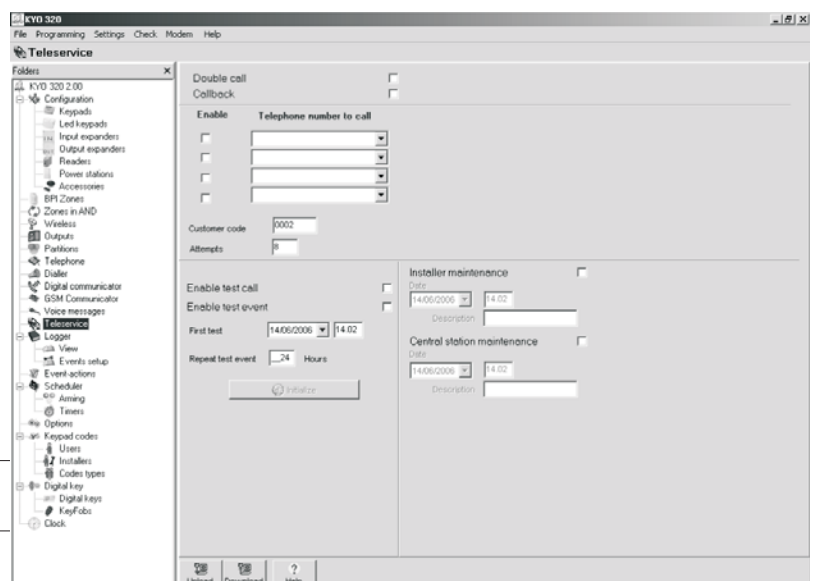 KYO 320
File Programming Settings Check Modem Help
Teleservice
Folders
KYO 320 2.00
Configuration
Keypads
Led keypads
Input expanders
Output expanders
Readers
Power stations
Accessories
BPI Zones
Zones in AND
Wireless
Outputs
Partitions
Telephone
Dialler
Digital communicator
GSM Communicator
Voice messages
Teleservice
Logger
View
Events setup
Event-actions
Scheduler
Arming
Timers
Options
Keypad codes
Users
Installers
Codes types
Digital key
Digital keys
KeyFobs
Clock
Double call
Callback
Enable Telephone number to call
Customer code 0002
Attempts 8
Enable test call
Enable test event
First test 14/06/2006 14.02
Repeat test event __24 Hours
Initialize
Installer maintenance
Date
14/06/2006 14.02
Description
Central station maintenance
Date
14/06/2006 14.02
Description
Upload Download Help